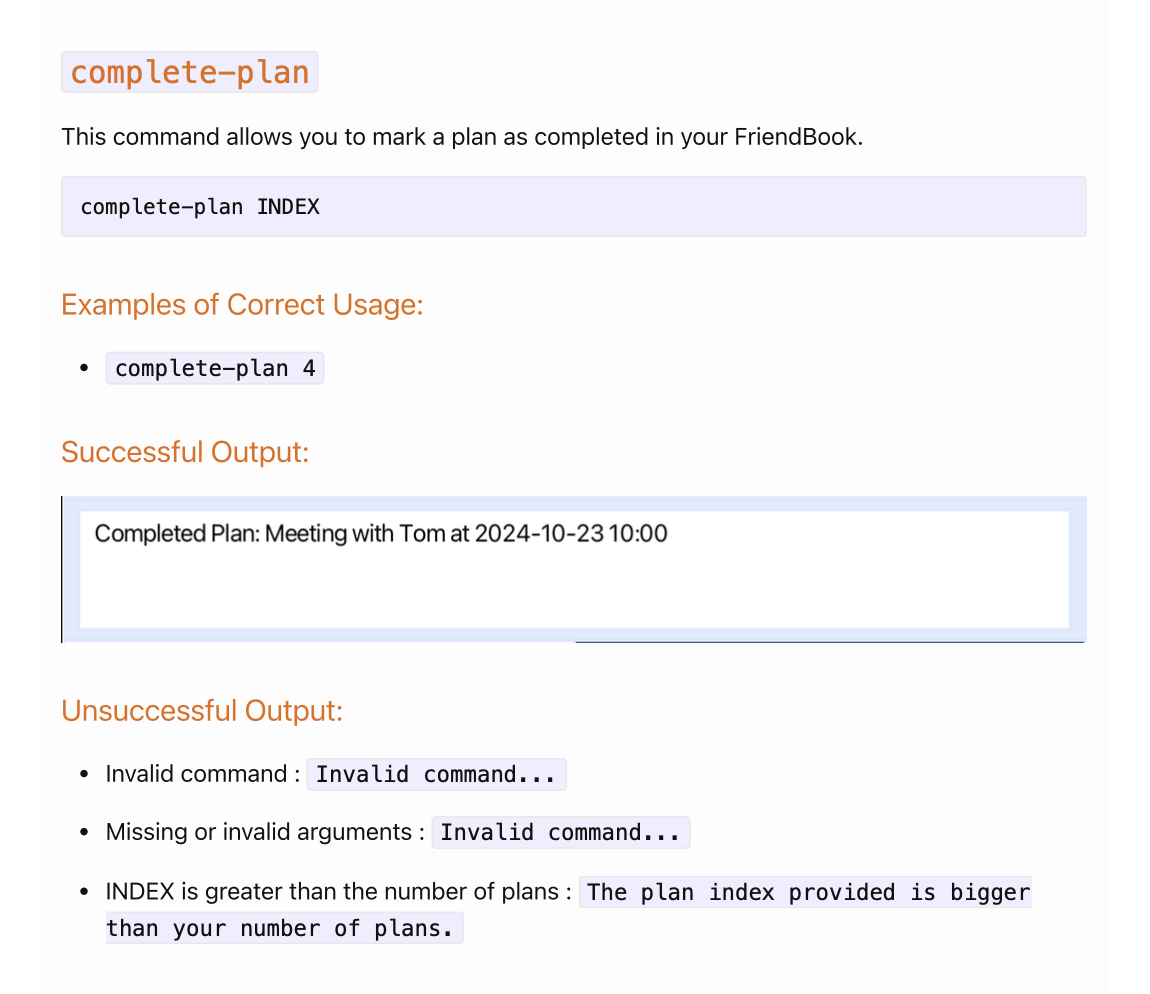 complete-plan
This command allows you to mark a plan as completed in your FriendBook.
complete-plan INDEX
Examples of Correct Usage:
• complete-plan 4
Successful Output:
Completed Plan: Meeting with Tom at 2024-10-23 10:00
Unsuccessful Output:
• Invalid command : Invalid command...
• Missing or invalid arguments : Invalid command...
• INDEX is greater than the number of plans : The plan index provided is bigger
than your number of plans.